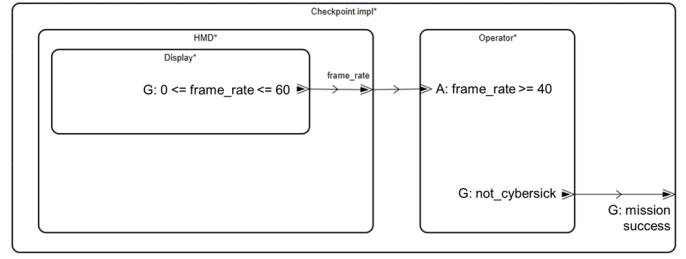 Checkpoint.impl*
HMD*
Operator*
Display*
frame_rate
G: 0 <= frame_rate <= 60
A: frame_rate >= 40
G: not_cybersick
G: mission
success